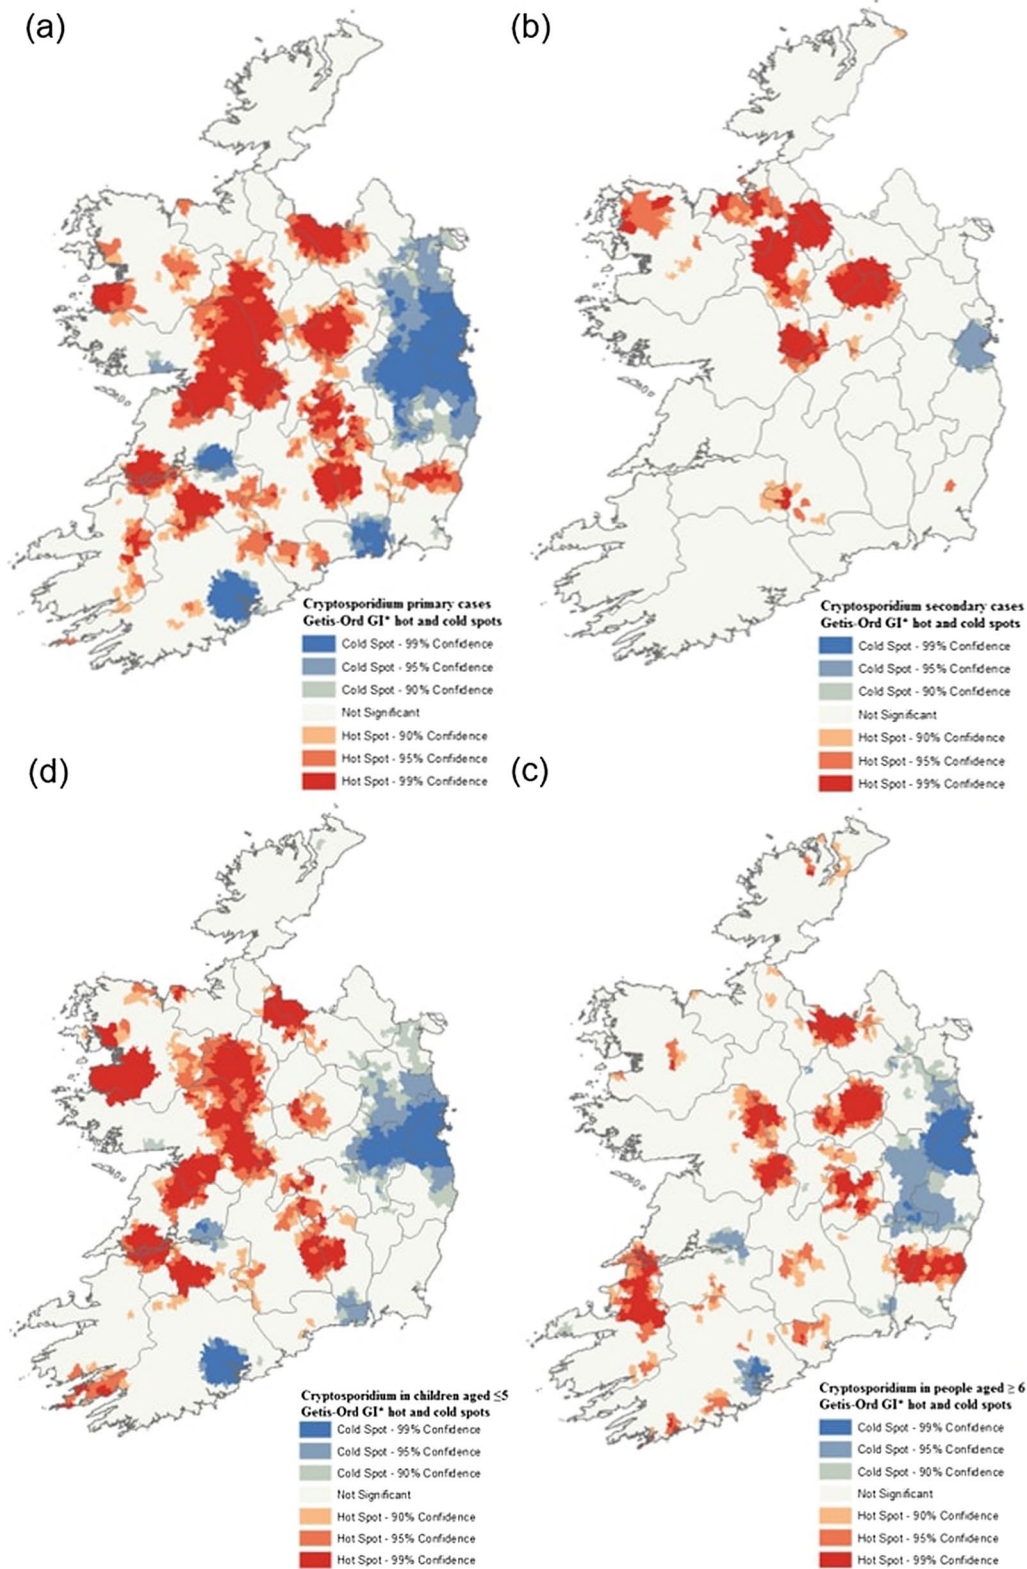 (a)
Cryptosporidium primary cases
Getis-Ord GI* hot and cold spots
Cold Spot - 99% Confidence
Cold Spot - 95% Confidence
Cold Spot - 90% Confidence
Not Significant
Hot Spot - 90% Confidence
Hot Spot - 95% Confidence
Hot Spot - 99% Confidence
(b)
Cryptosporidium secondary cases
Getis-Ord GI* hot and cold spots
Cold Spot - 99% Confidence
Cold Spot - 95% Confidence
Cold Spot - 90% Confidence
Not Significant
Hot Spot - 90% Confidence
Hot Spot - 95% Confidence
Hot Spot - 99% Confidence
(d)
Cryptosporidium in children aged ≤5
Getis-Ord GI* hot and cold spots
Cold Spot - 99% Confidence
Cold Spot - 95% Confidence
Cold Spot - 90% Confidence
Not Significant
Hot Spot - 90% Confidence
Hot Spot - 95% Confidence
Hot Spot - 99% Confidence
(c)
Cryptosporidium in people aged ≥ 6
Getis-Ord GI* hot and cold spots
Cold Spot - 99% Confidence
Cold Spot - 95% Confidence
Cold Spot - 90% Confidence
Not Significant
Hot Spot - 90% Confidence
Hot Spot - 95% Confidence
Hot Spot - 99% Confidence